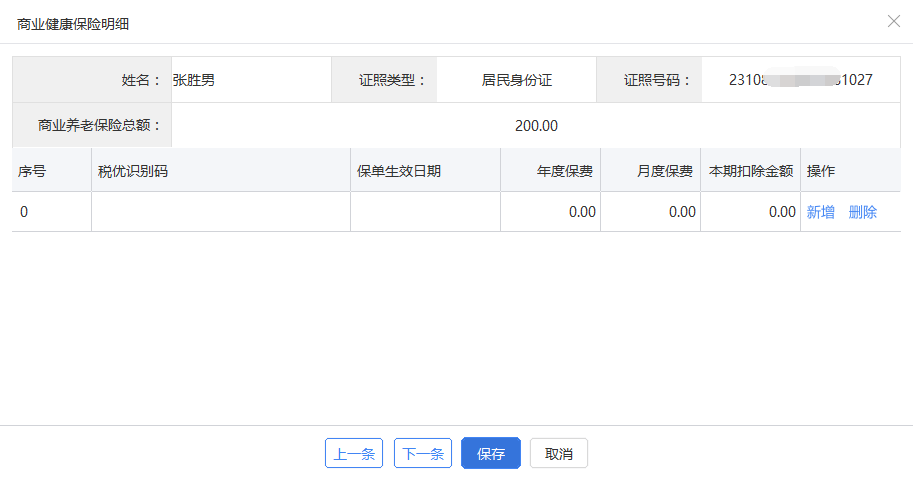 商业健康保险明细
姓名： 张胜男 证照类型： 居民身份证 证照号码： 2310 1027
商业养老保险总额： 200.00
序号 税优识别码 保单生效日期 年度保费 月度保费 本期扣除金额 操作
0 0.00 0.00 0.00 新增 删除
上一条 下一条 保存 取消